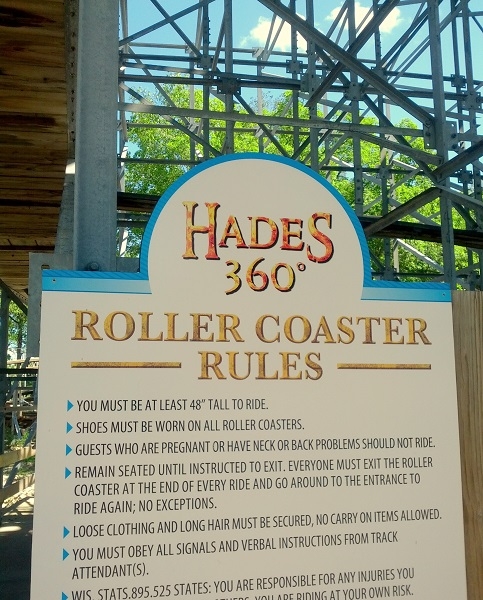 HADES
360°
ROLLER COASTER
RULES
YOU MUST BE AT LEAST 48" TALL TO RIDE.
SHOES MUST BE WORN ON ALL ROLLER COASTERS.
GUESTS WHO ARE PREGNANT OR HAVE NECK OR BACK PROBLEMS SHOULD NOT RIDE.
REMAIN SEATED UNTIL INSTRUCTED TO EXIT. EVERYONE MUST EXIT THE ROLLER
COASTER AT THE END OF EVERY RIDE AND GO AROUND TO THE ENTRANCE TO
RIDE AGAIN; NO EXCEPTIONS.
LOOSE CLOTHING AND LONG HAIR MUST BE SECURED, NO CARRY ON ITEMS ALLOWED.
YOU MUST OBEY ALL SIGNALS AND VERBAL INSTRUCTIONS FROM TRACK
ATTENDANT(S).
WIS. STATS.895.525 STATES: YOU ARE RESPONSIBLE FOR ANY INJURIES YOU
YOU ARE RIDING AT YOUR OWN RISK.